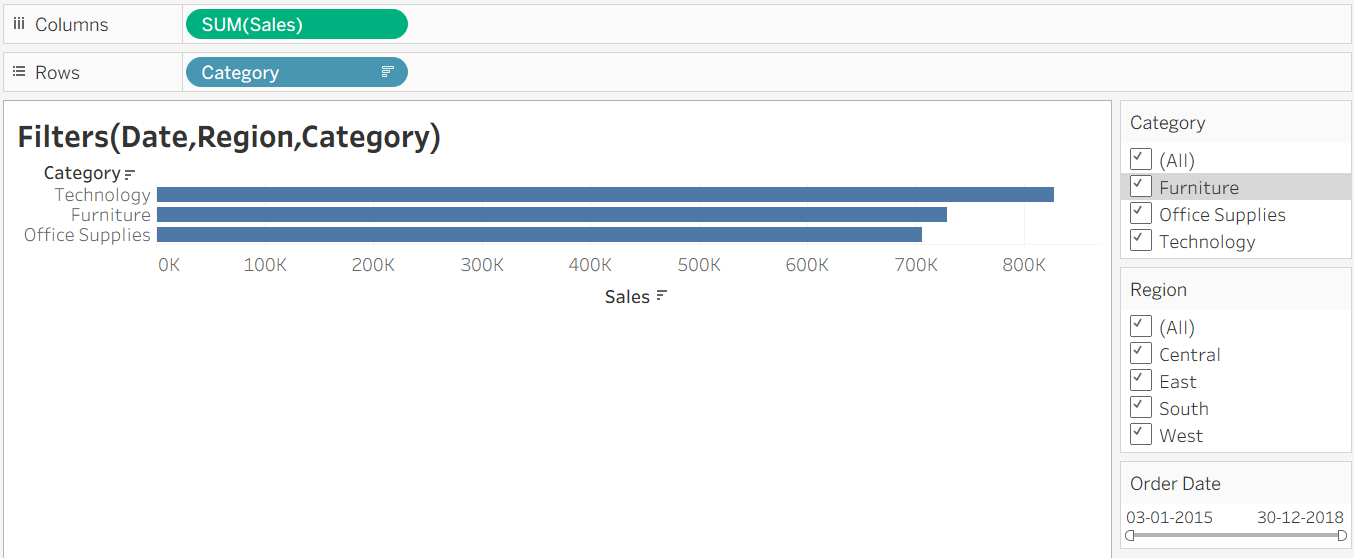 Columns
SUM(Sales)
Rows
Category
Filters(Date,Region,Category)
Category
Technology
Furniture
Office Supplies
0K 100K 200K 300K 400K 500K 600K 700K 800K
Sales
Category
(All)
Furniture
Office Supplies
Technology
Region
(All)
Central
East
South
West
Order Date
03-01-2015 30-12-2018